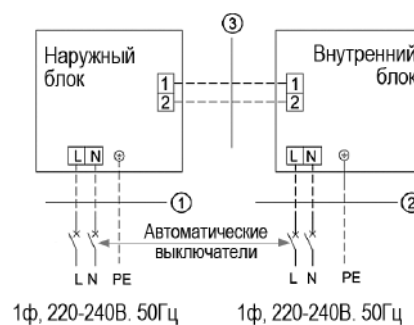 3
Наружный
блок
Внутренний
блок
1
2
1
2
L N
L N
1
2
Автоматические
выключатели
L N PE
L N PE
1ф, 220-240В. 50Гц
1ф, 220-240В. 50Гц